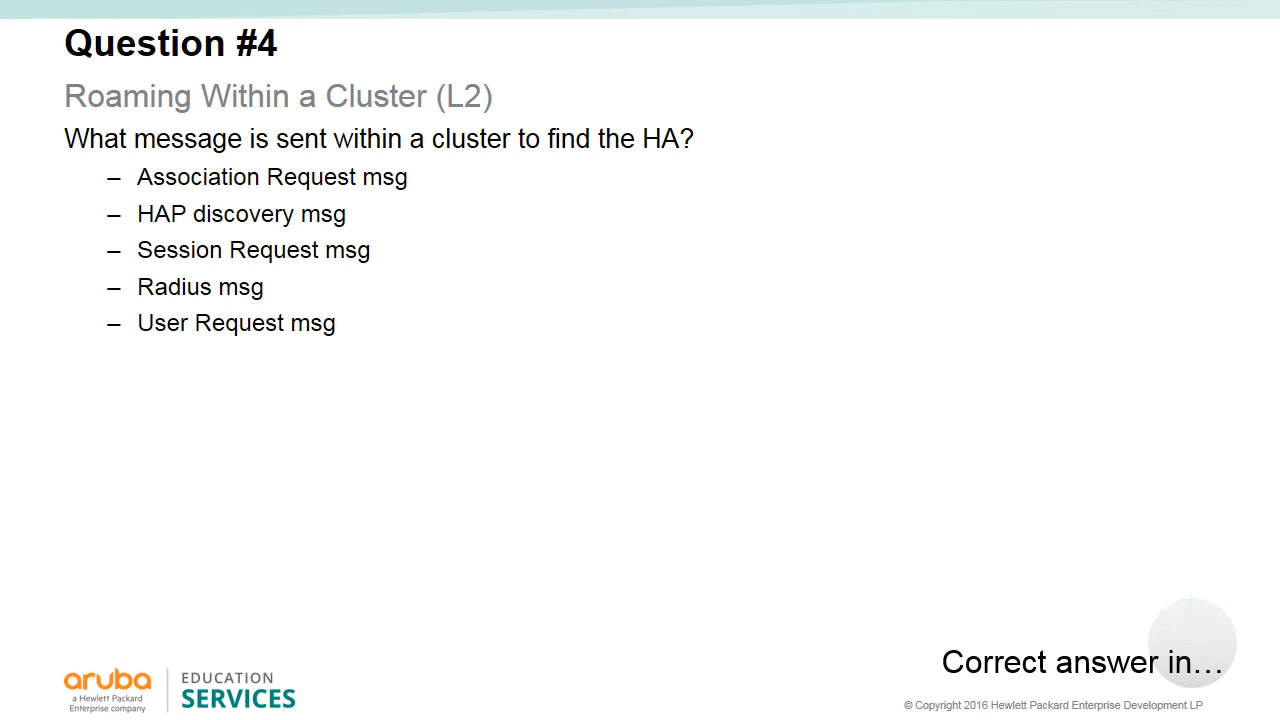 Question #4
Roaming Within a Cluster (L2)
What message is sent within a cluster to find the HA?
– Association Request msg
– HAP discovery msg
– Session Request msg
– Radius msg
– User Request msg
Correct answer in…
aruba
a Hewlett Packard
Enterprise company
EDUCATION
SERVICES
© Copyright 2016 Hewlett Packard Enterprise Development LP